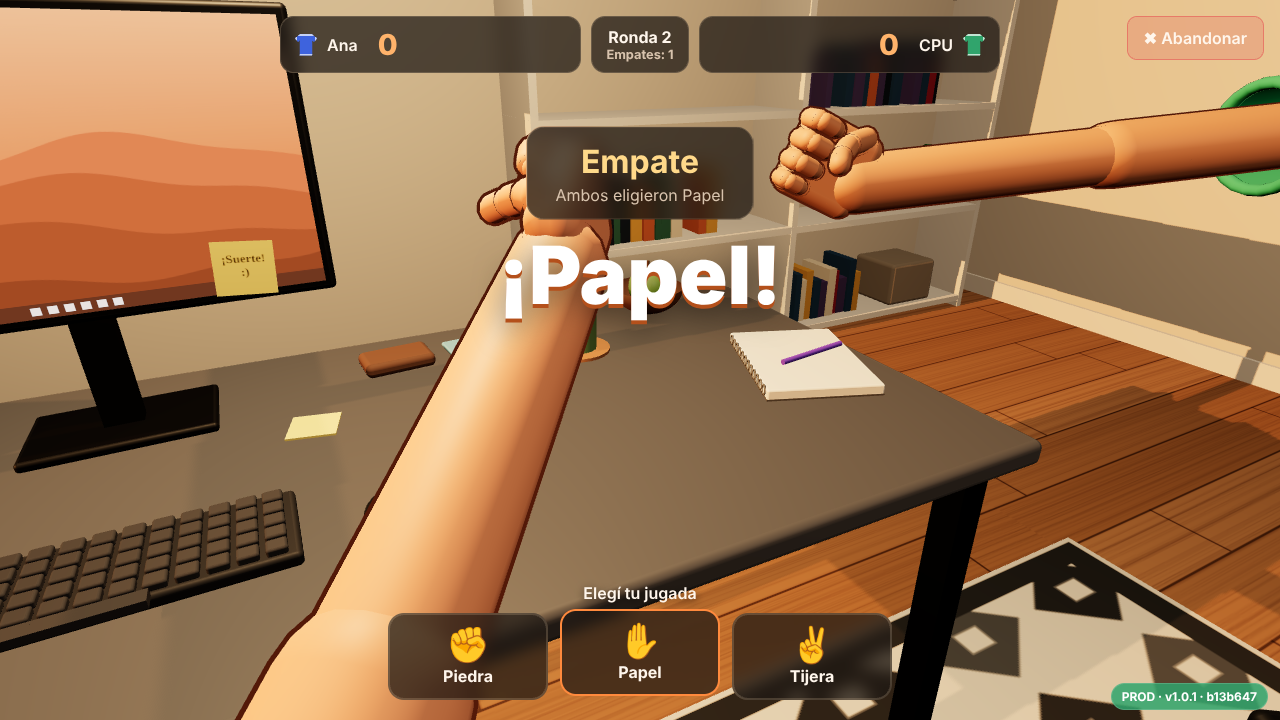 Ana 0
Ronda 2
Empates: 1
0 CPU
✖ Abandonar
Empate
Ambos eligieron Papel
¡Papel!
¡Suerte!
:)
Elegí tu jugada
Piedra
Papel
Tijera
PROD · v1.0.1 · b13b647